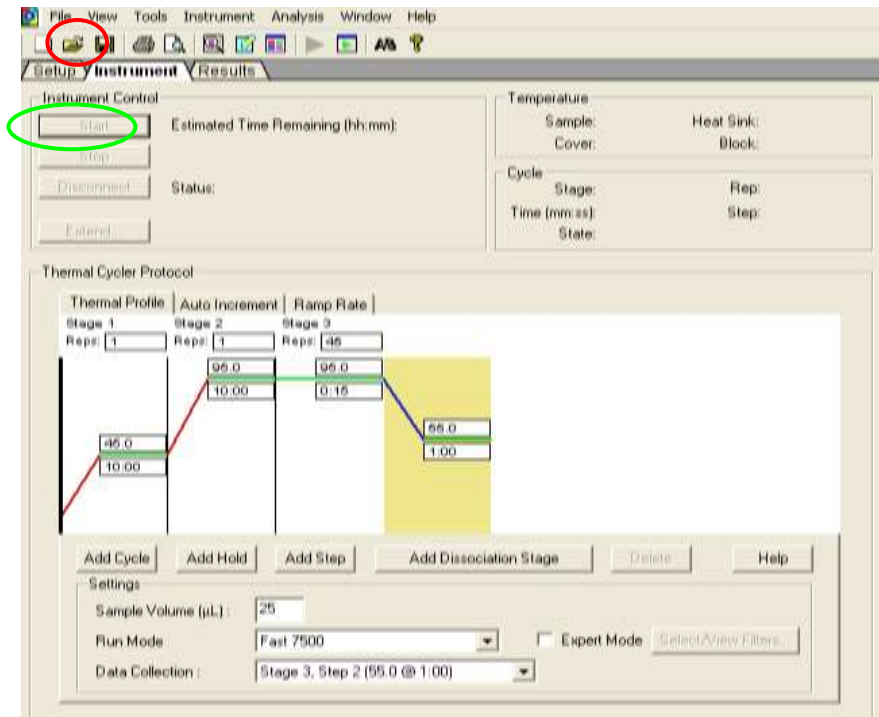 File View Tools Instrument Analysis Window Help
Setup Instrument Results
Instrument Control
Start
Estimated Time Remaining (hh:mm):
Stop
Disconnect
Status:
Extend...
Temperature
Sample: Heat Sink:
Cover: Block:
Cycle
Stage: Rep:
Time (mm:ss): Step:
State:
Thermal Cycler Protocol
Thermal Profile Auto Increment Ramp Rate
Stage 1 Stage 2 Stage 3
Reps: 1 Reps: 1 Reps: 45
95.0 95.0
10:00 0:15
55.0
1:00
45.0
10:00
Add Cycle Add Hold Add Step Add Dissociation Stage Delete Help
Settings
Sample Volume (µL) : 25
Run Mode Fast 7500 Expert Mode Select/View Filters...
Data Collection : Stage 3, Step 2 (55.0 @ 1:00)